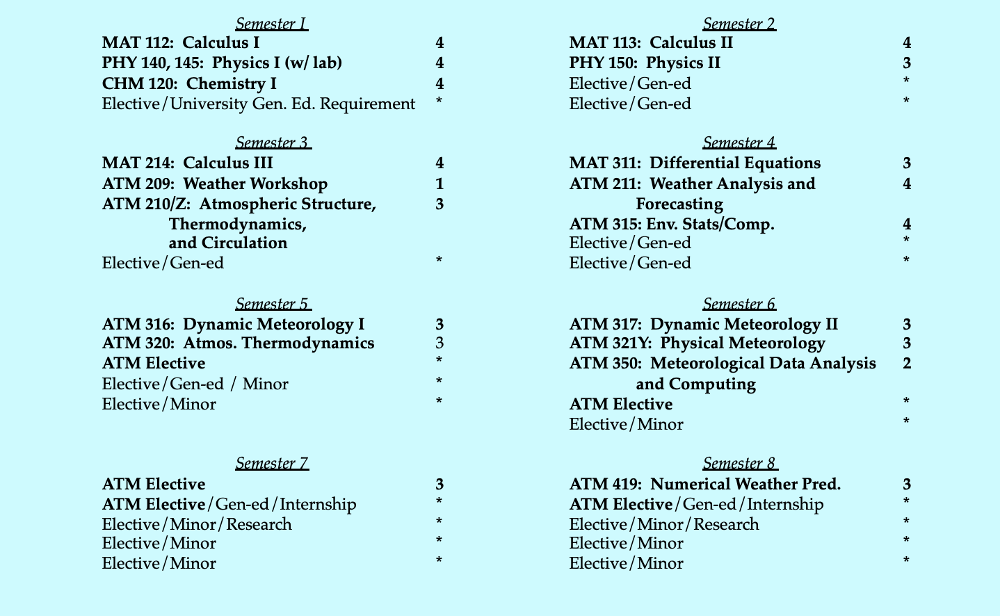 Semester I
MAT 112: Calculus I 4
PHY 140, 145: Physics I (w/ lab) 4
CHM 120: Chemistry I 4
Elective/University Gen. Ed. Requirement *
Semester 2
MAT 113: Calculus II 4
PHY 150: Physics II 3
Elective/Gen-ed *
Elective/Gen-ed *
Semester 3
MAT 214: Calculus III 4
ATM 209: Weather Workshop 1
ATM 210/Z: Atmospheric Structure, 3
Thermodynamics,
and Circulation
Elective/Gen-ed *
Semester 4
MAT 311: Differential Equations 3
ATM 211: Weather Analysis and 4
Forecasting
ATM 315: Env. Stats/Comp. 4
Elective/Gen-ed *
Elective/Gen-ed *
Semester 5
ATM 316: Dynamic Meteorology I 3
ATM 320: Atmos. Thermodynamics 3
ATM Elective *
Elective/Gen-ed / Minor *
Elective/Minor *
Semester 6
ATM 317: Dynamic Meteorology II 3
ATM 321Y: Physical Meteorology 3
ATM 350: Meteorological Data Analysis 2
and Computing
ATM Elective *
Elective/Minor *
Semester 7
ATM Elective 3
ATM Elective/Gen-ed/Internship *
Elective/Minor/Research *
Elective/Minor *
Elective/Minor *
Semester 8
ATM 419: Numerical Weather Pred. 3
ATM Elective/Gen-ed/Internship *
Elective/Minor/Research *
Elective/Minor *
Elective/Minor *